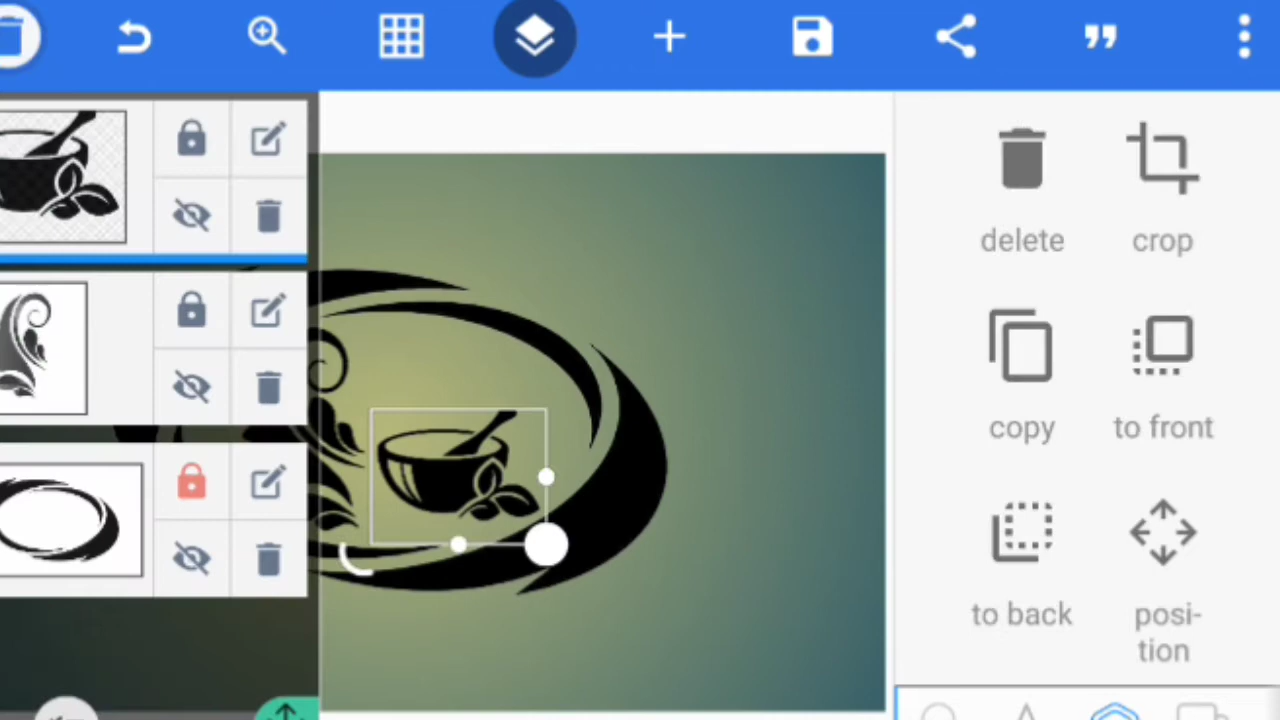 delete
crop
copy
to front
to back
posi-
tion